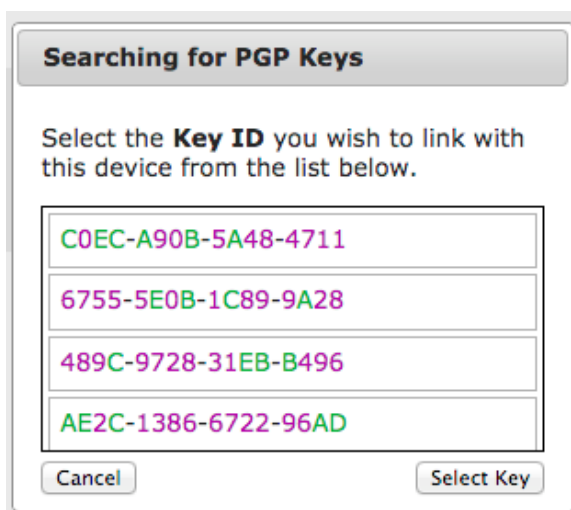 Searching for PGP Keys
Select the Key ID you wish to link with
this device from the list below.
C0EC-A90B-5A48-4711
6755-5E0B-1C89-9A28
489C-9728-31EB-B496
AE2C-1386-6722-96AD
Cancel
Select Key